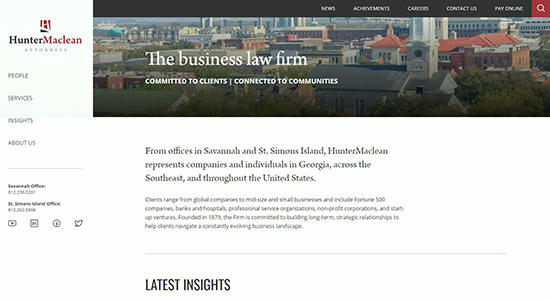 NEWS ACHIEVEMENTS CAREERS CONTACT US PAY ONLINE
HunterMaclean
ATTORNEYS
PEOPLE
SERVICES
INSIGHTS
ABOUT US
Savannah Office:
912.236.0261
St. Simons Island Office:
912.262.5996
The business law firm
COMMITTED TO CLIENTS | CONNECTED TO COMMUNITIES
From offices in Savannah and St. Simons Island, HunterMaclean
represents companies and individuals in Georgia, across the
Southeast, and throughout the United States.
Clients range from global companies to mid-size and small businesses and include Fortune 500
companies, banks and hospitals, professional service organizations, non-profit corporations, and start-
up ventures. Founded in 1879, the Firm is committed to building long-term, strategic relationships to
help clients navigate a constantly evolving business landscape.
LATEST INSIGHTS